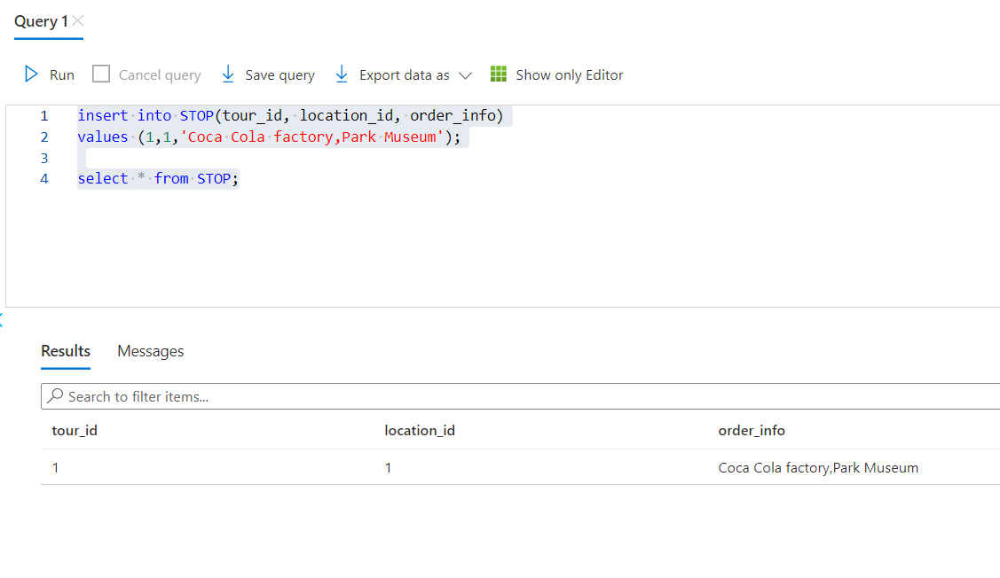 Query 1
Run Cancel query Save query Export data as Show only Editor
1 insert into STOP(tour_id, location_id, order_info)
2 values (1,1,'Coca Cola factory,Park Museum');
3
4 select * from STOP;
Results Messages
Search to filter items...
tour_id location_id order_info
1 1 Coca Cola factory,Park Museum